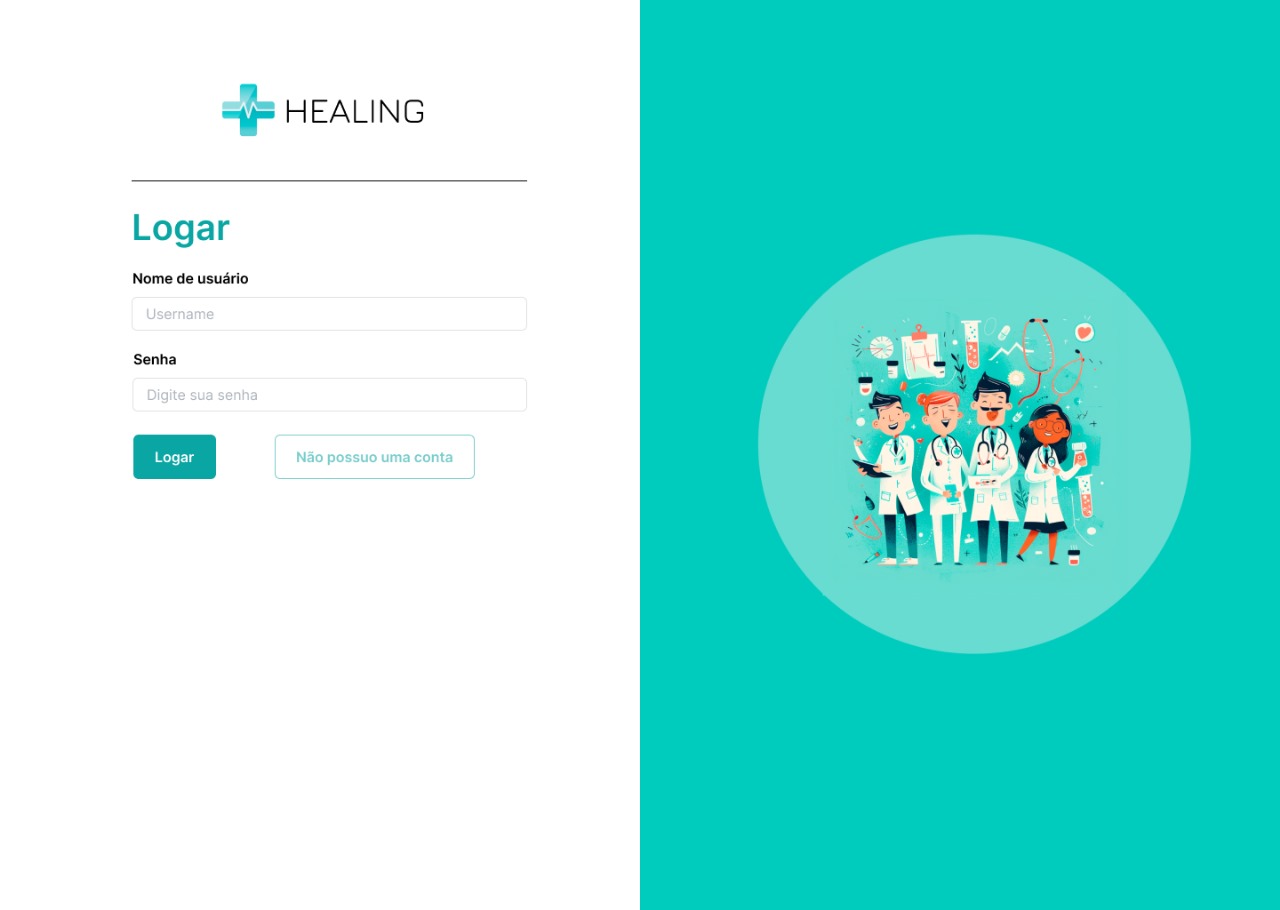 HEALING
Logar
Nome de usuário
Username
Senha
Digite sua senha
Logar
Não possuo uma conta